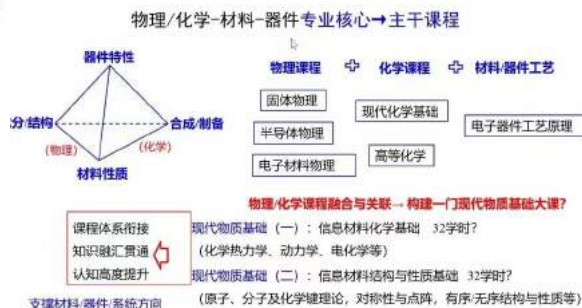 物理/化学-材料-器件专业核心→主干课程
器件特性
分/结构
合成/制备
(物理)
(化学)
材料性质
物理课程 + 化学课程 + 材料/器件工艺
固体物理
半导体物理
电子材料物理
现代化学基础
高等化学
电子器件工艺原理
物理/化学课程融合与关联→ 构建一门现代物质基础大课?
课程体系衔接
知识融汇贯通
认知高度提升
现代物质基础(一): 信息材料化学基础 32学时?
(化学热力学、动力学、电化学等)
现代物质基础(二): 信息材料结构与性质基础 32学时?
(原子、分子及化学键理论, 对称性与点阵, 有序/无序结构与性质等)
支撑材料/器件/系统方向